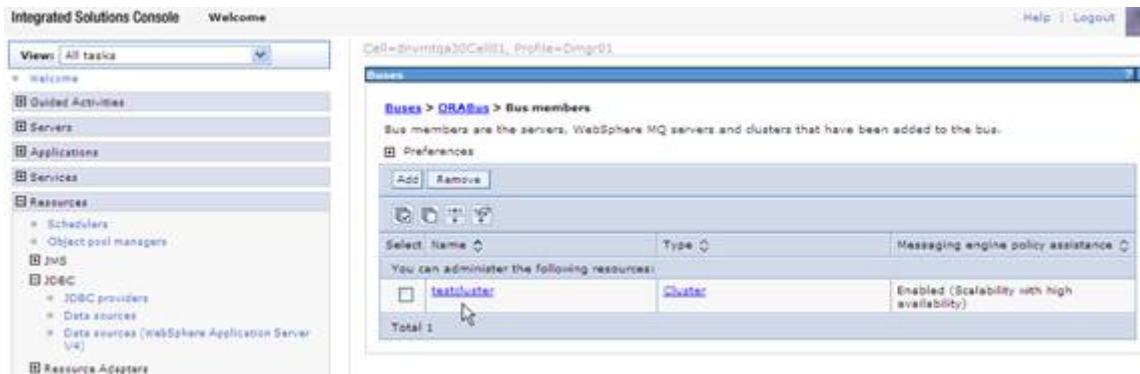 Integrated Solutions Console Welcome Help | Logout
View: All tasks
Welcome
Guided Activities
Servers
Applications
Services
Resources
Schedulers
Object pool managers
JMS
JDBC
JDBC providers
Data sources
Data sources (WebSphere Application Server V4)
Resource Adapters
Profile=Dmgr01
Buses ?
Buses > ORABus > Bus members
Bus members are the servers, WebSphere MQ servers and clusters that have been added to the bus.
Preferences
Add Remove
Select Name Type Messaging engine policy assistance
You can administer the following resources:
testcluster Cluster Enabled (Scalability with high
availability)
Total 1